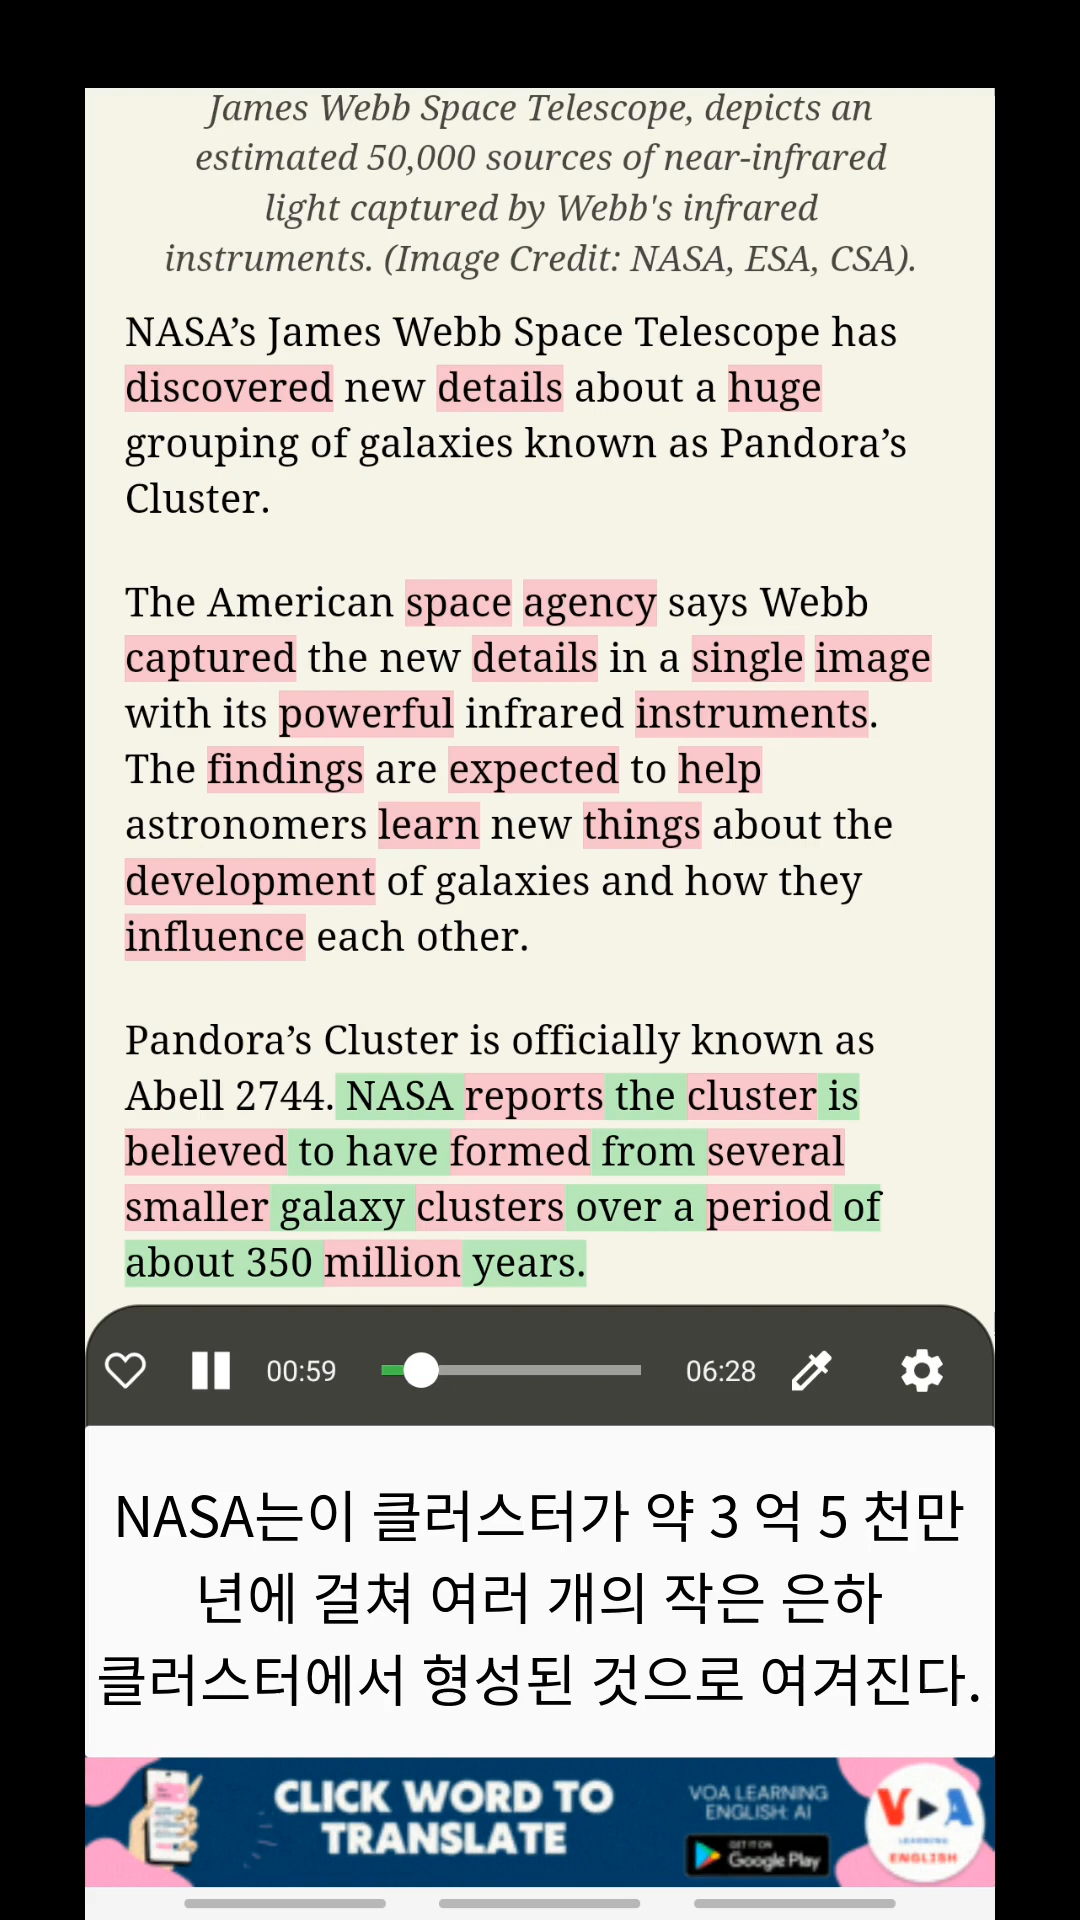 James Webb Space Telescope, depicts an
estimated 50,000 sources of near-infrared
light captured by Webb's infrared
instruments. (Image Credit: NASA, ESA, CSA).
NASA’s James Webb Space Telescope has
discovered new details about a huge
grouping of galaxies known as Pandora’s
Cluster.
The American space agency says Webb
captured the new details in a single image
with its powerful infrared instruments.
The findings are expected to help
astronomers learn new things about the
development of galaxies and how they
influence each other.
Pandora’s Cluster is officially known as
Abell 2744. NASA reports the cluster is
believed to have formed from several
smaller galaxy clusters over a period of
about 350 million years.
00:59
06:28
NASA는이 클러스터가 약 3 억 5 천만
년에 걸쳐 여러 개의 작은 은하
클러스터에서 형성된 것으로 여겨진다.
CLICK WORD TO
TRANSLATE
VOA LEARNING
ENGLISH: AI
GET IT ON
Google Play
VOA
LEARNING
ENGLISH